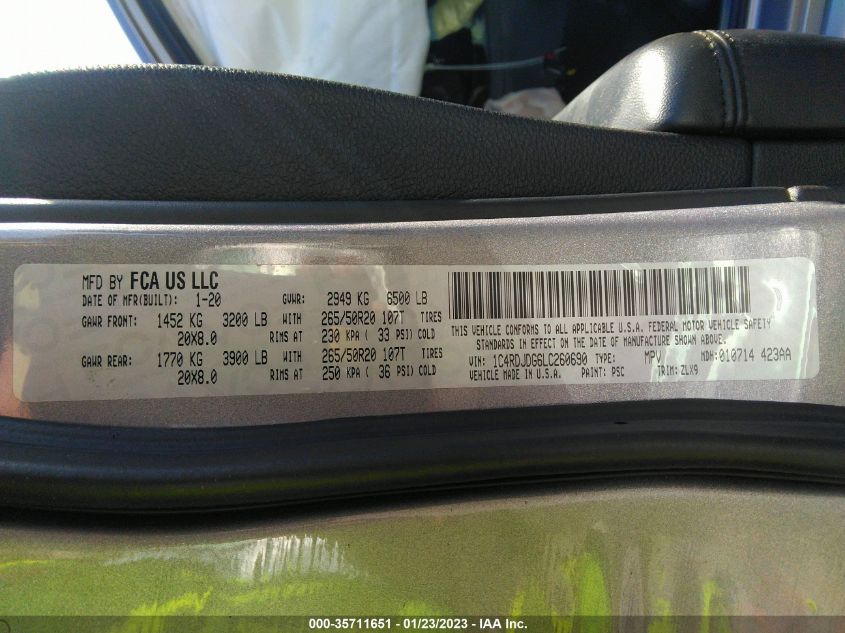 MFD BY FCA US LLC
DATE OF MFR(BUILT): 1-20 GVWR: 2949 KG 6500 LB
GAWR FRONT: 1452 KG 3200 LB WITH 265/50R20 107T TIRES
20X8.0 RIMS AT 230 KPA ( 33 PSI) COLD
GAWR REAR: 1770 KG 3900 LB WITH 265/50R20 107T TIRES
20X8.0 RIMS AT 250 KPA ( 36 PSI) COLD
THIS VEHICLE CONFORMS TO ALL APPLICABLE U.S.A. FEDERAL MOTOR VEHICLE SAFETY
STANDARDS IN EFFECT ON THE DATE OF MANUFACTURE SHOWN ABOVE.
VIN: 1C4RDJDG6LC260690 TYPE: MPV MDH: 010714 423AA
VEHICLE MADE IN U.S.A. PAINT: PSC TRIM: ZLX9
000-35711651 - 01/23/2023 - IAA Inc.